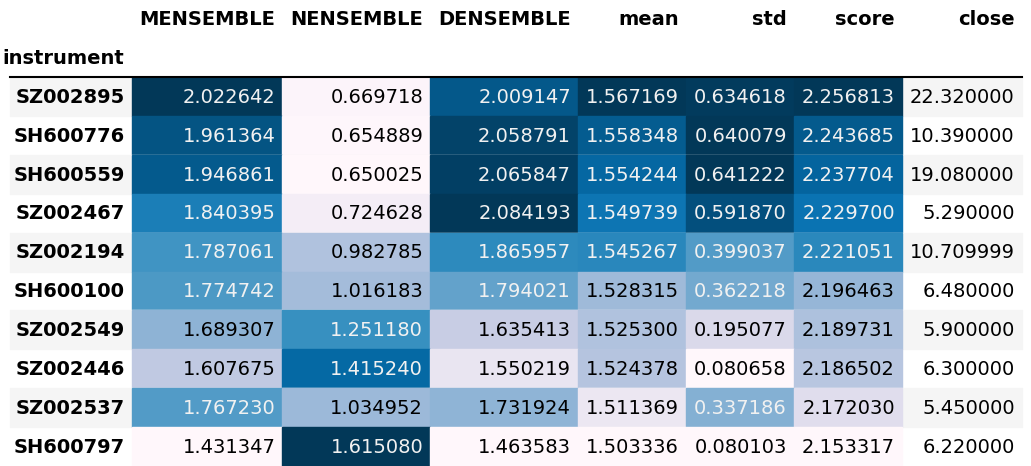 MENSEMBLE NENSEMBLE DENSEMBLE mean std score close
instrument
SZ002895 2.022642 0.669718 2.009147 1.567169 0.634618 2.256813 22.320000
SH600776 1.961364 0.654889 2.058791 1.558348 0.640079 2.243685 10.390000
SH600559 1.946861 0.650025 2.065847 1.554244 0.641222 2.237704 19.080000
SZ002467 1.840395 0.724628 2.084193 1.549739 0.591870 2.229700 5.290000
SZ002194 1.787061 0.982785 1.865957 1.545267 0.399037 2.221051 10.709999
SH600100 1.774742 1.016183 1.794021 1.528315 0.362218 2.196463 6.480000
SZ002549 1.689307 1.251180 1.635413 1.525300 0.195077 2.189731 5.900000
SZ002446 1.607675 1.415240 1.550219 1.524378 0.080658 2.186502 6.300000
SZ002537 1.767230 1.034952 1.731924 1.511369 0.337186 2.172030 5.450000
SH600797 1.431347 1.615080 1.463583 1.503336 0.080103 2.153317 6.220000